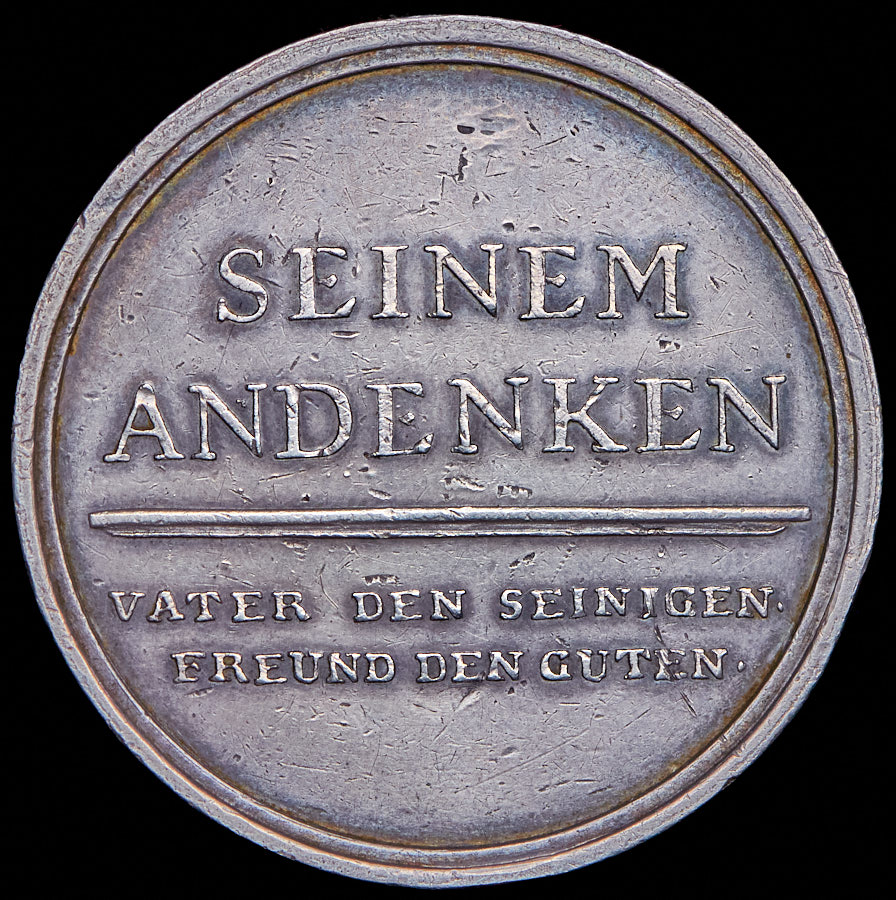 SEINEM
ANDENKEN
VATER DEN SEINIGEN.
FREUND DEN GUTEN.